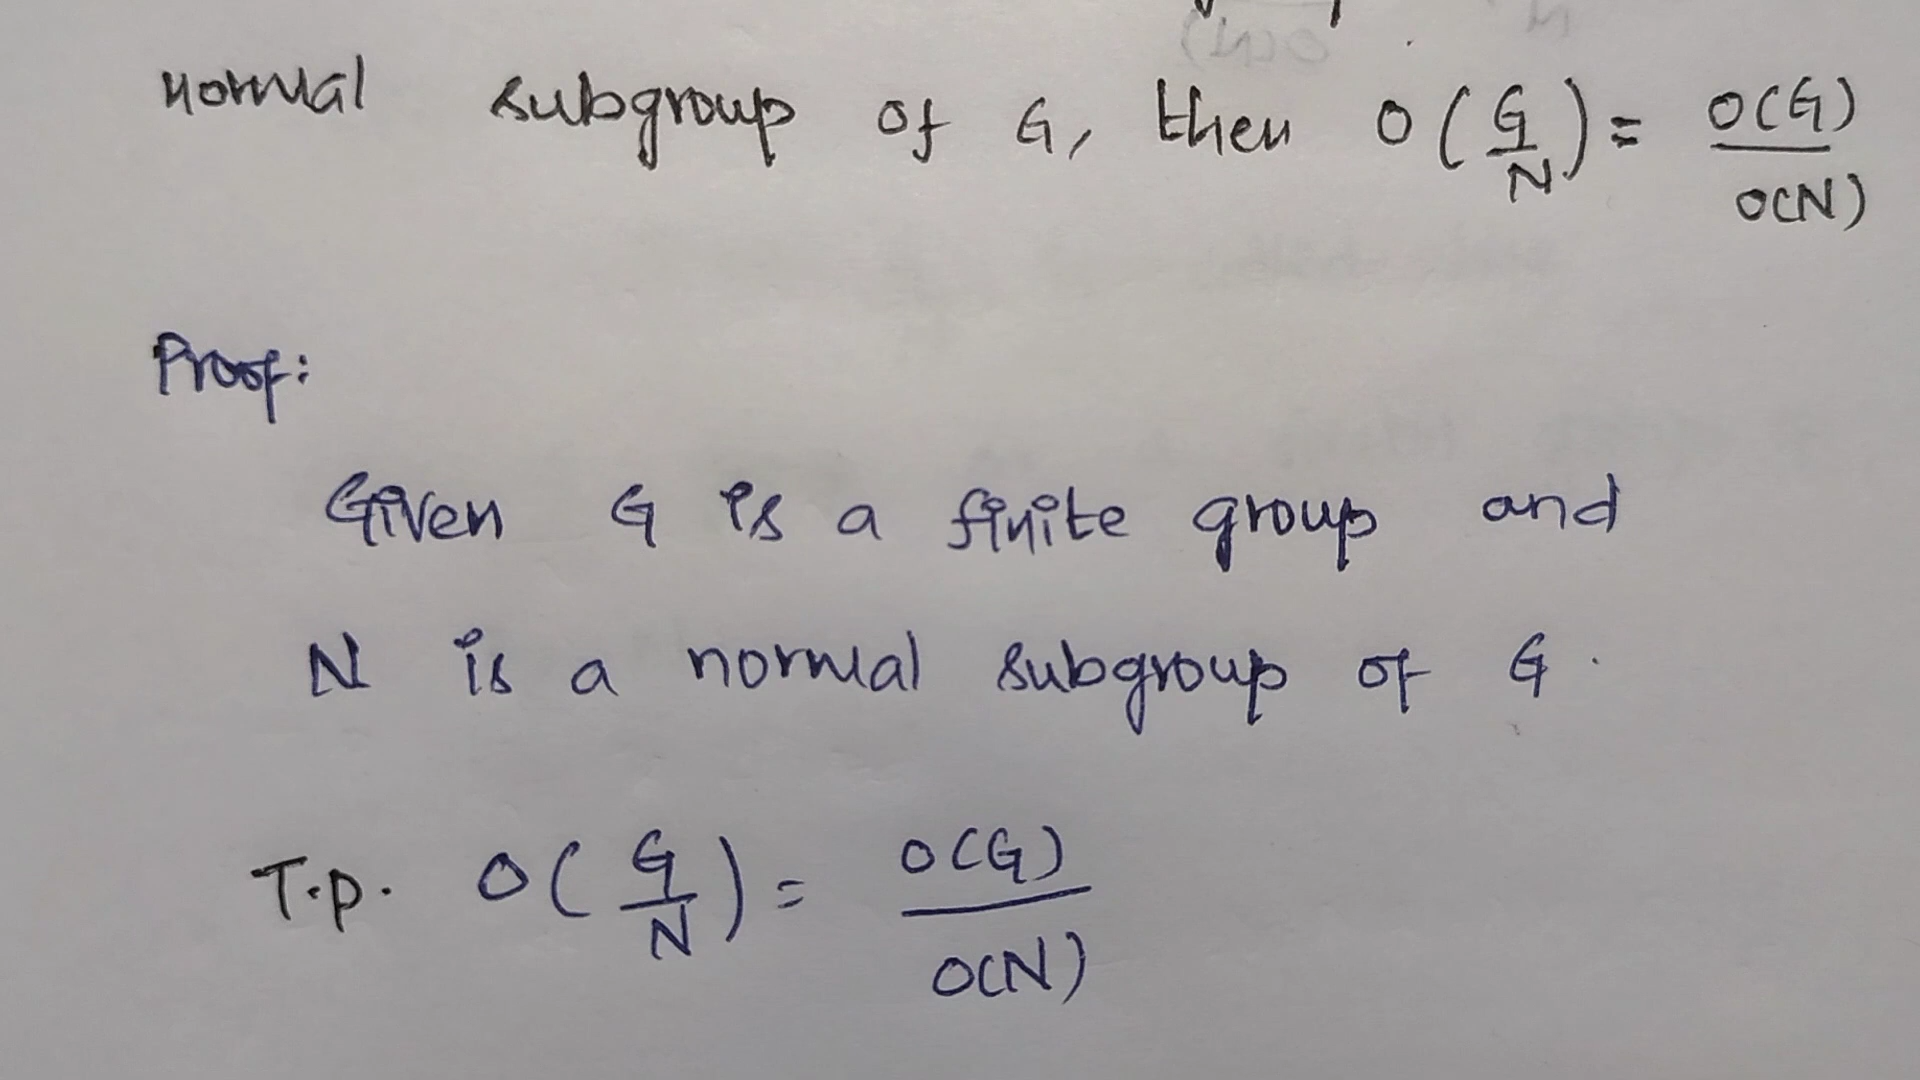 normal subgroup of G, then O(G/N) = O(G)/O(N)
Proof:
Given G is a finite group and
N is a normal subgroup of G.
T.p. O(G/N) = O(G)/O(N)